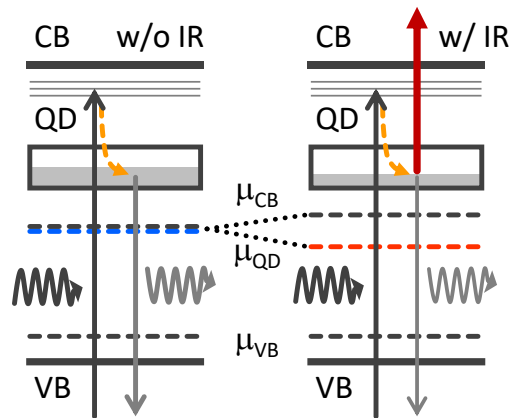 CB w/o IR
QD
VB
CB w/ IR
QD
VB
μCB
μQD
μVB